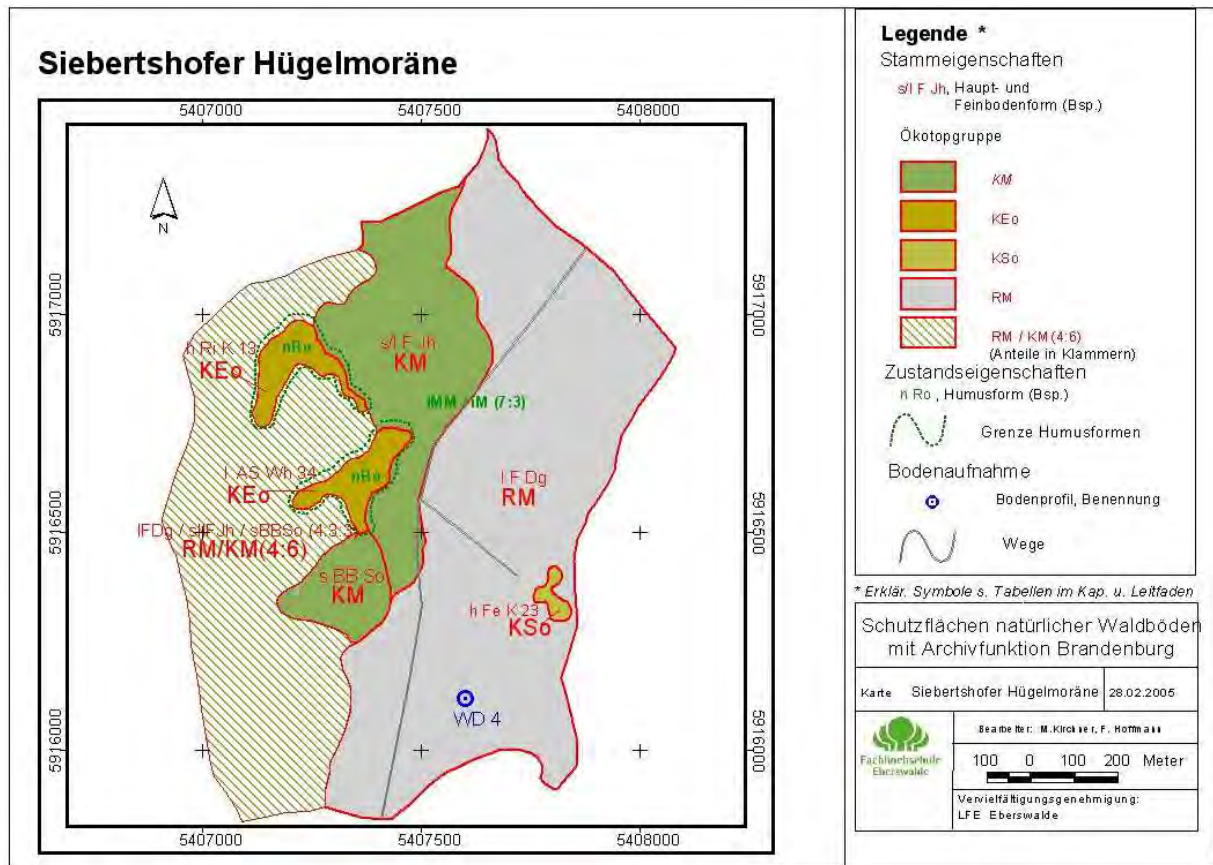 Siebertshofer Hügelmoräne
5407000 5407500 5408000
5917000
5916500
5916000
N
h Ri K 13
KEo
nRo
s/l F Jh
KM
lMM / lM (7:3)
l AS Wh 34
KEo
nRo
lFDg / s/lFJh / sBBSo (4:3:3)
RM/KM(4:6)
s BB So
KM
l F Dg
RM
h Fe K 23
KSo
WD 4
5917000
5916500
5916000
5407000 5407500 5408000
Legende *
Stammeigenschaften
s/l F Jh, Haupt- und
Feinbodenform (Bsp.)
Ökotopgruppe
KM
KEo
KSo
RM
RM / KM (4:6)
(Anteile in Klammern)
Zustandseigenschaften
n Ro , Humusform (Bsp.)
Grenze Humusformen
Bodenaufnahme
Bodenprofil, Benennung
Wege
* Erklär. Symbole s. Tabellen im Kap. u. Leitfaden
Schutzflächen natürlicher Waldböden
mit Archivfunktion Brandenburg
Karte Siebertshofer Hügelmoräne 28.02.2005
Fachhochschule
Eberswalde
Bearbeiter: M.Kirchner, F. Hoffmann
100 0 100 200 Meter
Vervielfältigungsgenehmigung:
LFE Eberswalde